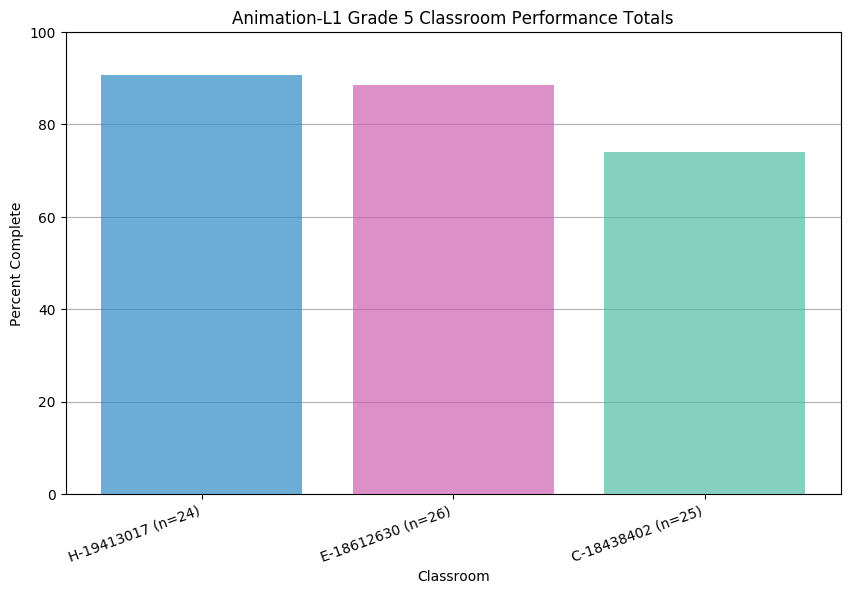 Animation-L1 Grade 5 Classroom Performance Totals
100
80
60
40
20
0
Percent Complete
H-19413017 (n=24)
E-18612630 (n=26)
C-18438402 (n=25)
Classroom